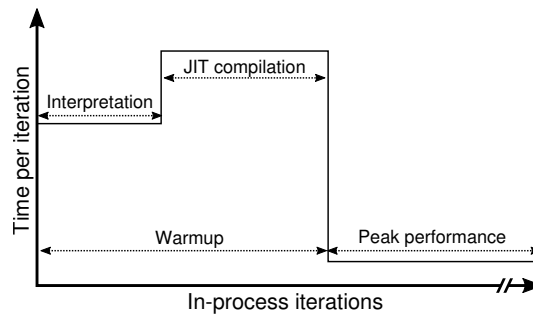 JIT compilation
Interpretation
Time per iteration
Warmup
Peak performance
In-process iterations